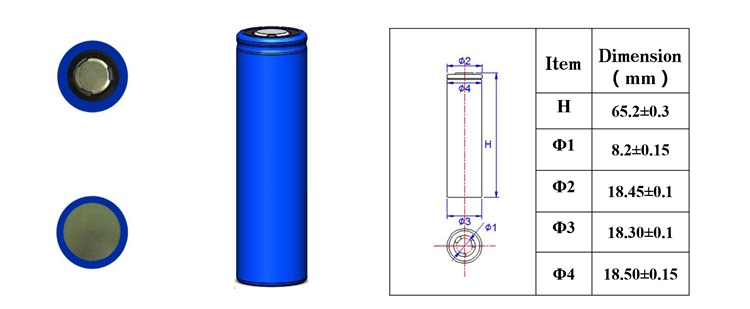 Φ2
Φ4
H
Φ3
Φ1
Item Dimension
( mm )
H 65.2±0.3
Φ1 8.2±0.15
Φ2 18.45±0.1
Φ3 18.30±0.1
Φ4 18.50±0.15